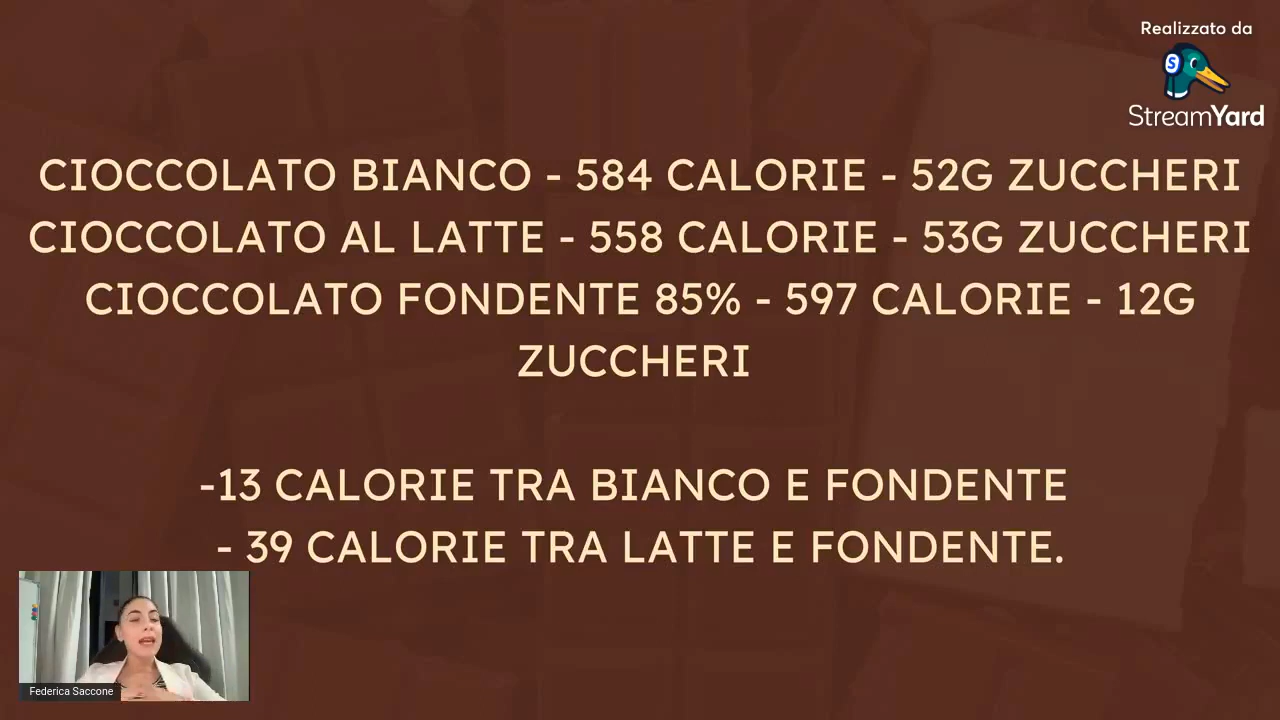 Realizzato da
S
StreamYard
CIOCCOLATO BIANCO - 584 CALORIE - 52G ZUCCHERI
CIOCCOLATO AL LATTE - 558 CALORIE - 53G ZUCCHERI
CIOCCOLATO FONDENTE 85% - 597 CALORIE - 12G
ZUCCHERI
-13 CALORIE TRA BIANCO E FONDENTE
- 39 CALORIE TRA LATTE E FONDENTE.
Federica Saccone